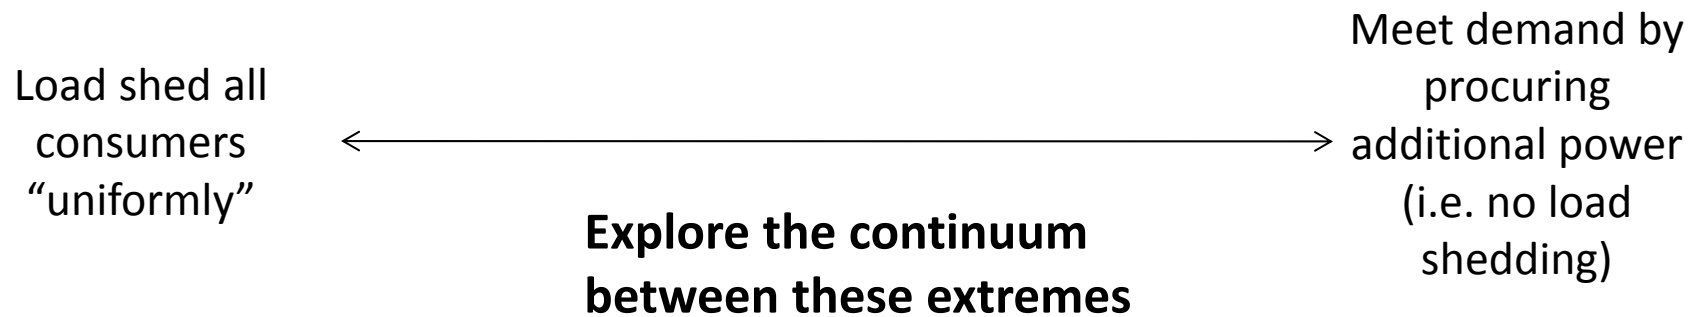 Load shed all
consumers
“uniformly”
Explore the continuum
between these extremes
Meet demand by
procuring
additional power
(i.e. no load
shedding)